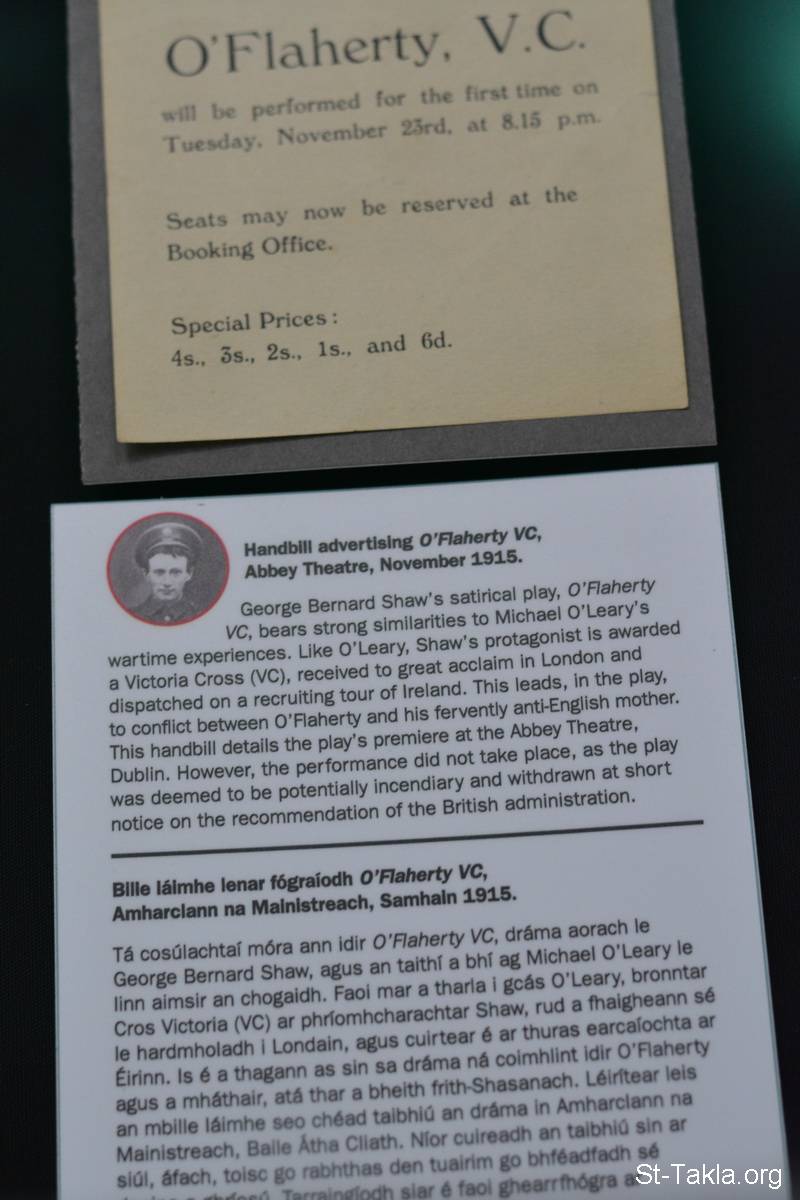 O'Flaherty, V.C.
will be performed for the first time on
Tuesday, November 23rd, at 8.15 p.m.
Seats may now be reserved at the
Booking Office.
Special Prices :
4s., 3s., 2s., 1s., and 6d.
Handbill advertising O'Flaherty VC,
Abbey Theatre, November 1915.
George Bernard Shaw's satirical play, O'Flaherty
VC, bears strong similarities to Michael O'Leary's
wartime experiences. Like O'Leary, Shaw's protagonist is awarded
a Victoria Cross (VC), received to great acclaim in London and
dispatched on a recruiting tour of Ireland. This leads, in the play,
to conflict between O'Flaherty and his fervently anti-English mother.
This handbill details the play's premiere at the Abbey Theatre,
Dublin. However, the performance did not take place, as the play
was deemed to be potentially incendiary and withdrawn at short
notice on the recommendation of the British administration.
Bille láimhe lenar fógraíodh O'Flaherty VC,
Amharclann na Mainistreach, Samhain 1915.
Tá cosúlachtaí móra ann idir O'Flaherty VC, dráma aorach le
George Bernard Shaw, agus an taithí a bhí ag Michael O'Leary le
linn aimsir an chogaidh. Faoi mar a tharla i gcás O'Leary, bronntar
Cros Victoria (VC) ar phríomhcharachtar Shaw, rud a fhaigheann sé
le hardmholadh i Londain, agus cuirtear é ar thuras earcaíochta ar
Éirinn. Is é a thagann as sin sa dráma ná coimhlint idir O'Flaherty
agus a mháthair, atá thar a bheith frith-Shasanach. Léirítear leis
an mbille láimhe seo chéad taibhiú an dráma in Amharclann na
Mainistreach, Baile Átha Cliath. Níor cuireadh an taibhiú sin ar
siúl, áfach, toisc go rabhthas den tuairim go bhféadfadh sé
Tarraingíodh siar é faoi ghearrfhógra
St-Takla.org